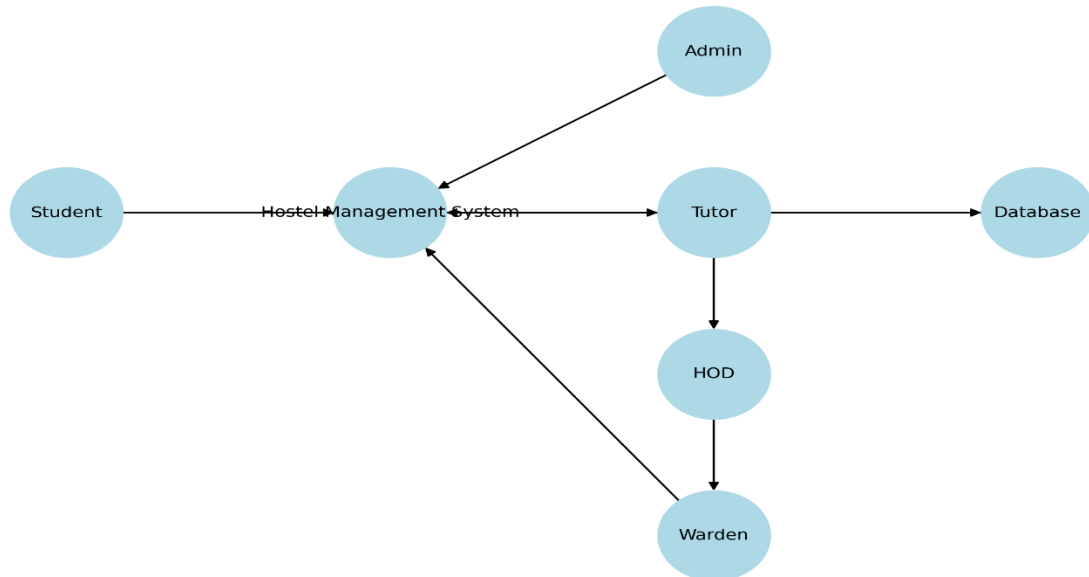 Admin
Student
Hostel Management System
Tutor
Database
HOD
Warden